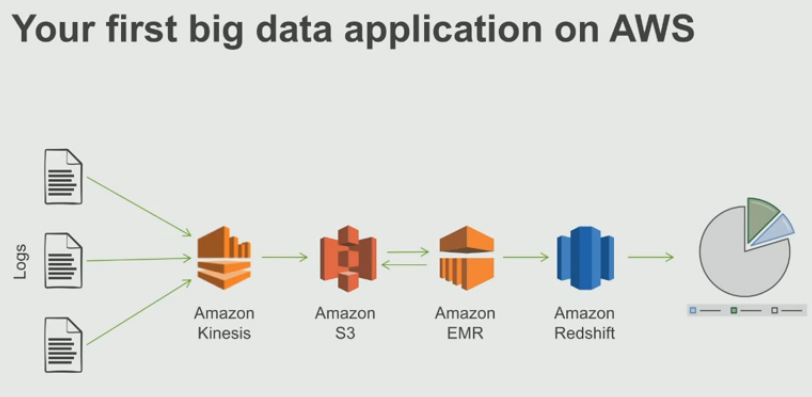 Your first big data application on AWS
Logs
Amazon
Kinesis
Amazon
S3
Amazon
EMR
Amazon
Redshift